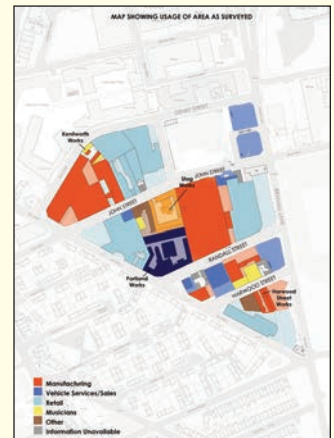 MAP SHOWING USAGE OF AREA AS SURVEYED
Kenilworth
Works
Stag
Works
JOHN STREET
JOHN STREET
RANDALL STREET
Portland
Works
HARWOOD STREET
Harwood
Street
Works
Manufacturing
Vehicle Services/Sales
Retail
Musicians
Other
Information Unavailable